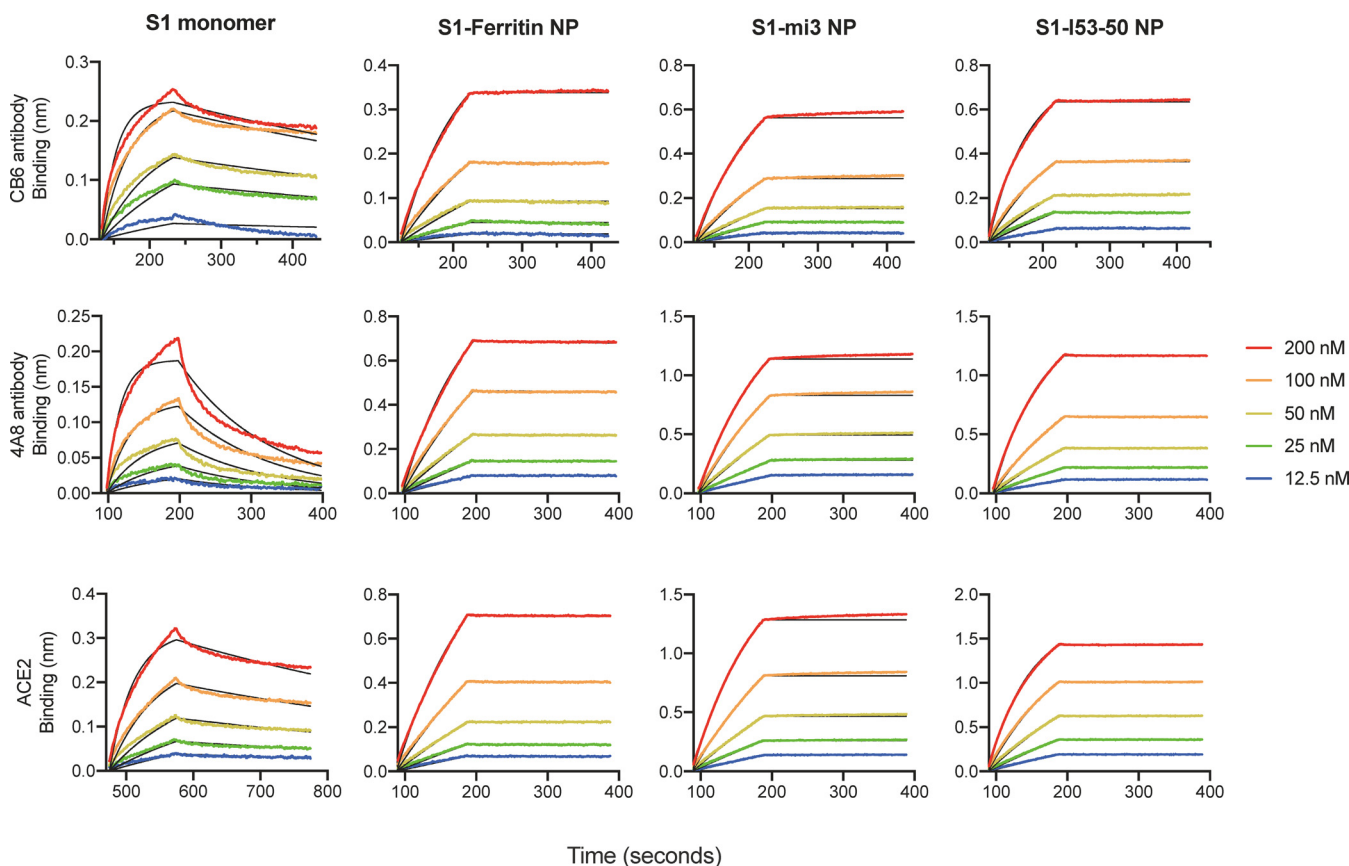 S1 monomer S1-Ferritin NP S1-mi3 NP S1-I53-50 NP
CB6 antibody
Binding (nm)
0.3
0.2
0.1
0.0
200 300 400
0.4
0.3
0.2
0.1
0.0
200 300 400
0.8
0.6
0.4
0.2
0.0
200 300 400
0.8
0.6
0.4
0.2
0.0
200 300 400
4A8 antibody
Binding (nm)
0.25
0.20
0.15
0.10
0.05
0.00
100 200 300 400
0.8
0.6
0.4
0.2
0.0
100 200 300 400
1.5
1.0
0.5
0.0
100 200 300 400
1.5
1.0
0.5
0.0
100 200 300 400
200 nM
100 nM
50 nM
25 nM
12.5 nM
ACE2
Binding (nm)
0.4
0.3
0.2
0.1
0.0
500 600 700 800
0.8
0.6
0.4
0.2
0.0
100 200 300 400
1.5
1.0
0.5
0.0
100 200 300 400
2.0
1.5
1.0
0.5
0.0
100 200 300 400
Time (seconds)